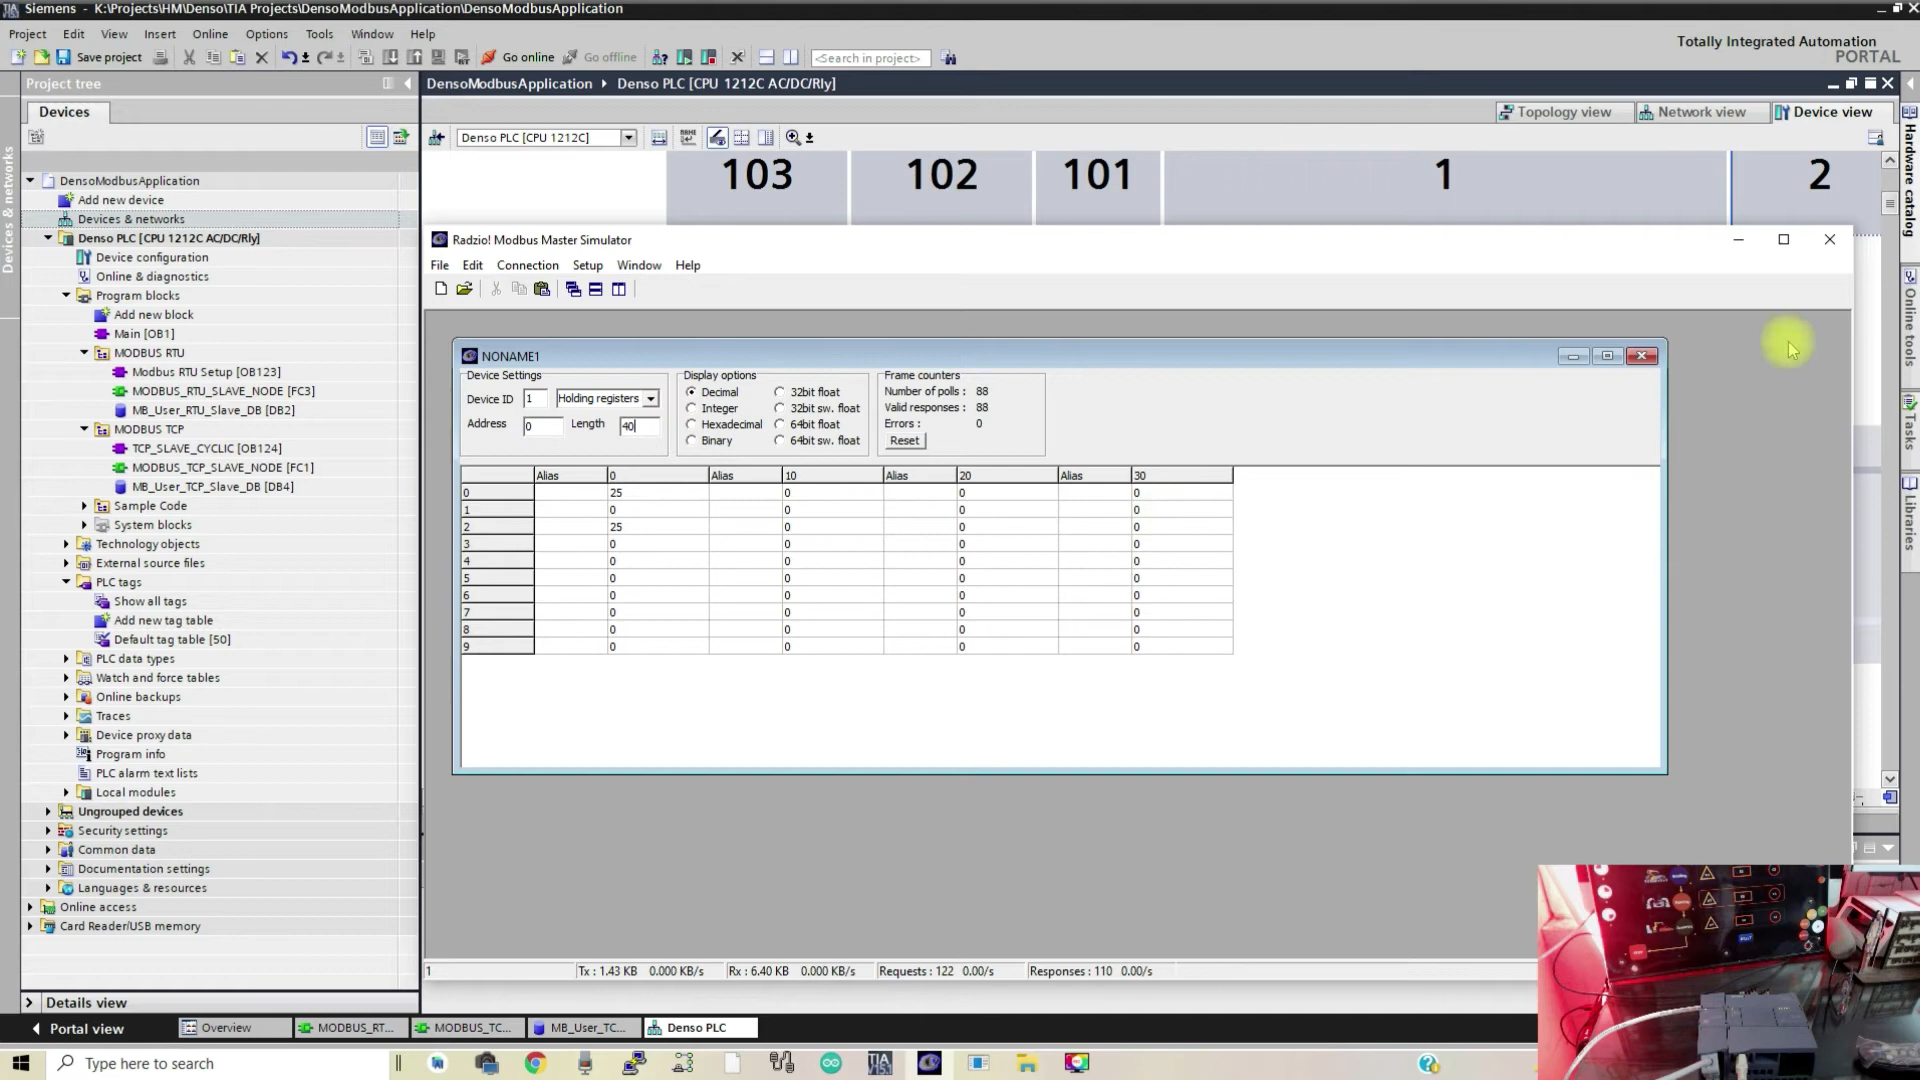 Siemens - K:\Projects\HM\Denso\TIA Projects\DensoModbusApplication\DensoModbusApplication
Project Edit View Insert Online Options Tools Window Help
Totally Integrated Automation
PORTAL
Save project
Go online
Go offline
<Search in project>
Project tree
DensoModbusApplication Denso PLC [CPU 1212C AC/DC/Rly]
Devices
Topology view
Network view
Device view
Denso PLC [CPU 1212C]
103
102
101
1
2
Devices & networks
Hardware catalog
Online tools
Tasks
Libraries
DensoModbusApplication
Add new device
Devices & networks
Denso PLC [CPU 1212C AC/DC/Rly]
Device configuration
Online & diagnostics
Program blocks
Add new block
Main [OB1]
MODBUS RTU
Modbus RTU Setup [OB123]
MODBUS_RTU_SLAVE_NODE [FC3]
MB_User_RTU_Slave_DB [DB2]
MODBUS TCP
TCP_SLAVE_CYCLIC [OB124]
MODBUS_TCP_SLAVE_NODE [FC1]
MB_User_TCP_Slave_DB [DB4]
Sample Code
System blocks
Technology objects
External source files
PLC tags
Show all tags
Add new tag table
Default tag table [50]
PLC data types
Watch and force tables
Online backups
Traces
Device proxy data
Program info
PLC alarm text lists
Local modules
Ungrouped devices
Security settings
Common data
Documentation settings
Languages & resources
Online access
Card Reader/USB memory
Details view
Radzio! Modbus Master Simulator
File Edit Connection Setup Window Help
NONAME1
Device Settings
Device ID 1 Holding registers
Address 0 Length 40
Display options
Decimal 32bit float
Integer 32bit sw. float
Hexadecimal 64bit float
Binary 64bit sw. float
Frame counters
Number of polls : 88
Valid responses : 88
Errors : 0
Reset
Alias 0 Alias 10 Alias 20 Alias 30
0 25 0 0 0
1 0 0 0 0
2 25 0 0 0
3 0 0 0 0
4 0 0 0 0
5 0 0 0 0
6 0 0 0 0
7 0 0 0 0
8 0 0 0 0
9 0 0 0 0
1 Tx : 1.43 KB 0.000 KB/s Rx : 6.40 KB 0.000 KB/s Requests : 122 0.00/s Responses : 110 0.00/s
Portal view
Overview
MODBUS_RT...
MODBUS_TC...
MB_User_TC...
Denso PLC
Type here to search